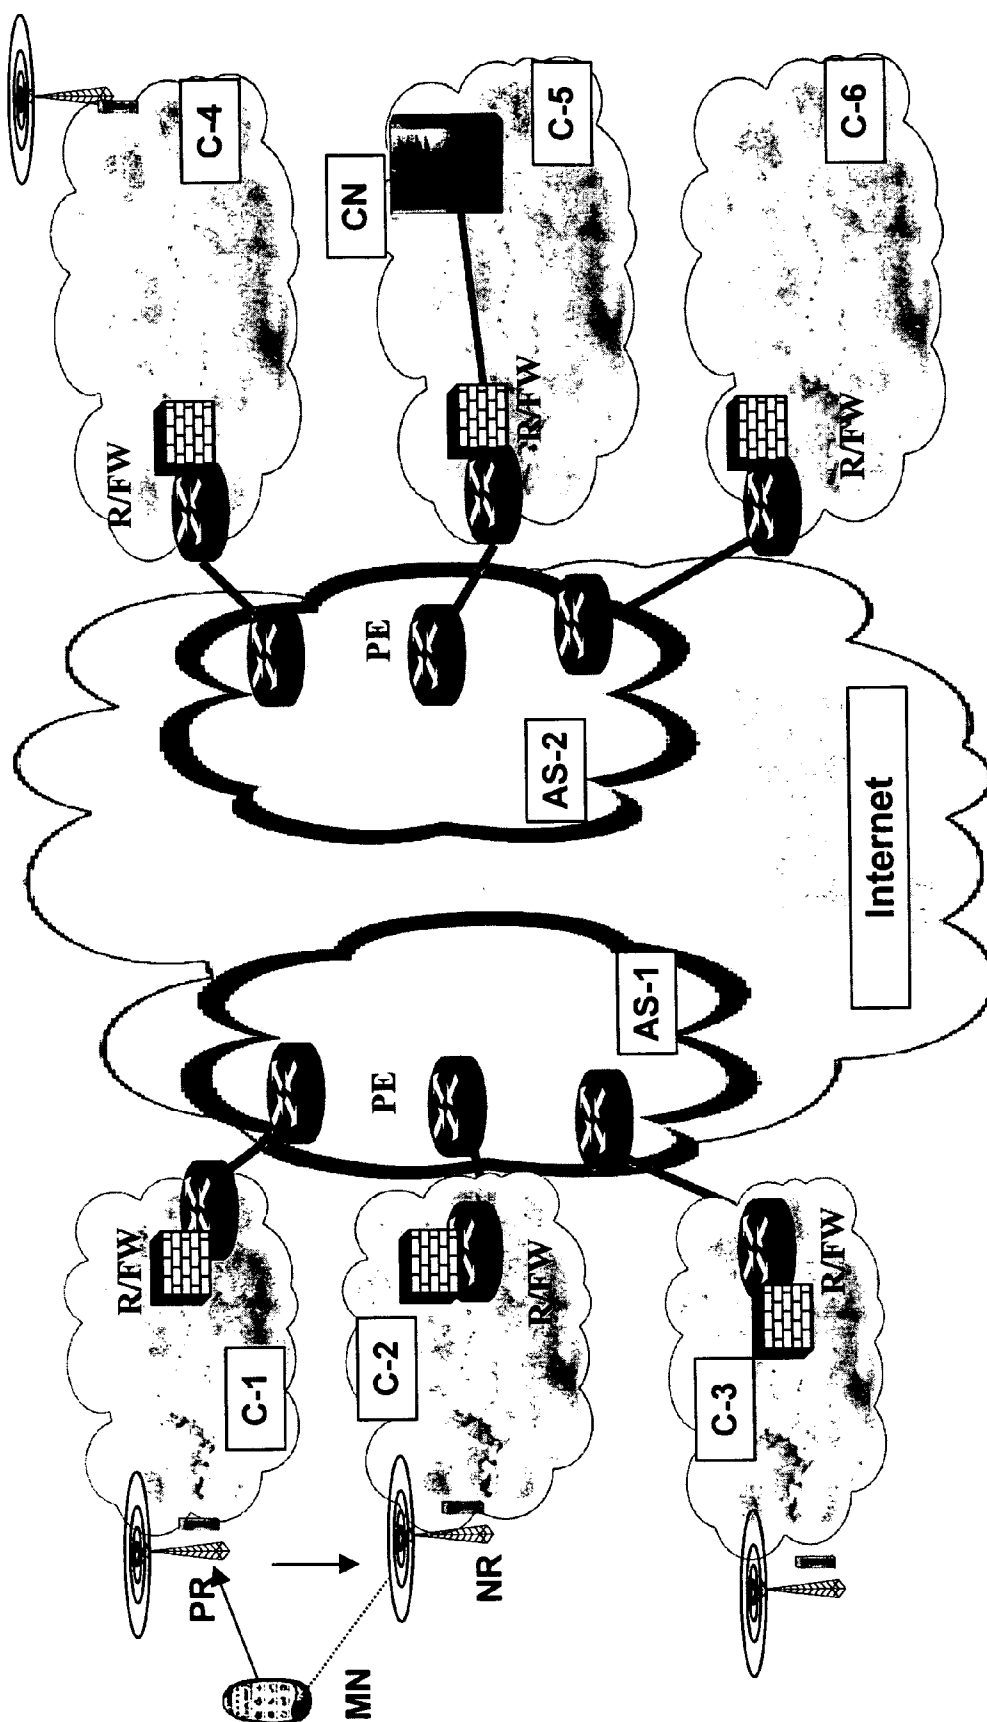 C-4
R/FW
CN
C-5
R/FW
C-6
R/FW
PE
AS-2
Internet
AS-1
PE
R/FW
C-1
R/FW
C-2
R/FW
C-3
PR
NR
MN